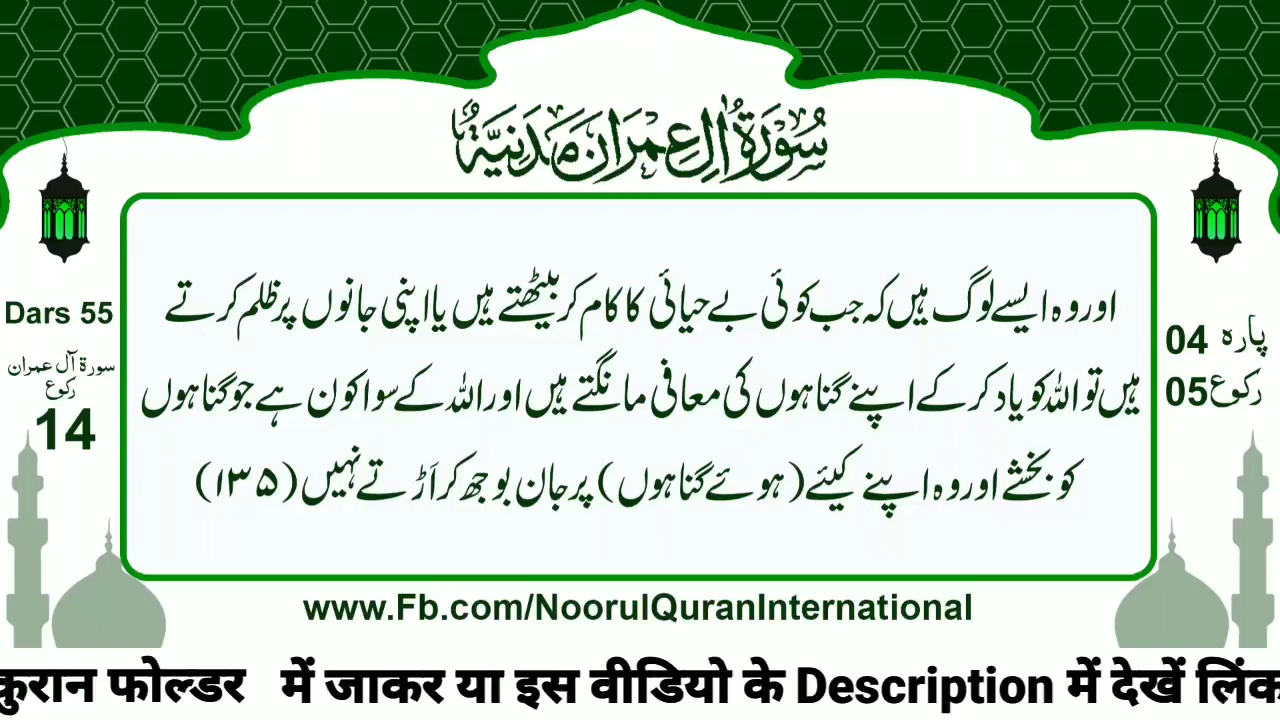 سُوْرَةُ اٰلِ عِمْرَانَ مَدَنِيَّةٌ
اور وہ ایسے لوگ ہیں کہ جب کوئی بے حیائی کا کام کر بیٹھتے ہیں یا اپنی جانوں پر ظلم کرتے
ہیں تو اللہ کو یاد کر کے اپنے گناہوں کی معافی مانگتے ہیں اور اللہ کے سوا کون ہے جو گناہوں
کو بخشے اور وہ اپنے کیئے (ہوئے گناہوں) پر جان بوجھ کر اَڑتے نہیں (۱۳۵)
پارہ 04
رکوع 05
Dars 55
سورۃ آل عمران
رکوع
14
www.Fb.com/NoorulQuranInternational
कुरान फोल्डर में जाकर या इस वीडियो के Description में देखें लिंक